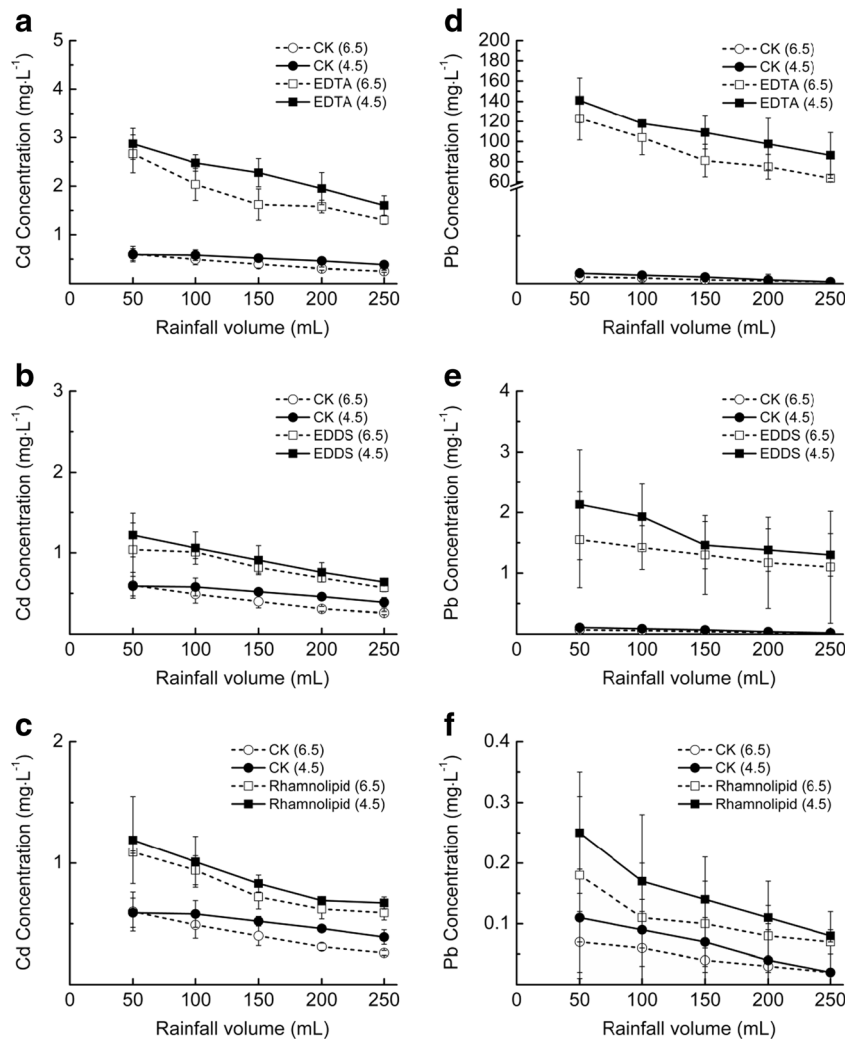 a
Cd Concentration (mg·L⁻¹)
5
4
3
2
1
0
CK (6.5)
CK (4.5)
EDTA (6.5)
EDTA (4.5)
50 100 150 200 250
Rainfall volume (mL)
d
Pb Concentration (mg·L⁻¹)
200
180
160
140
120
100
80
60
0
CK (6.5)
CK (4.5)
EDTA (6.5)
EDTA (4.5)
50 100 150 200 250
Rainfall volume (mL)
b
Cd Concentration (mg·L⁻¹)
3
2
1
0
CK (6.5)
CK (4.5)
EDDS (6.5)
EDDS (4.5)
50 100 150 200 250
Rainfall volume (mL)
e
Pb Concentration (mg·L⁻¹)
4
3
2
1
0
CK (6.5)
CK (4.5)
EDDS (6.5)
EDDS (4.5)
50 100 150 200 250
Rainfall volume (mL)
c
Cd Concentration (mg·L⁻¹)
2
1
0
CK (6.5)
CK (4.5)
Rhamnolipid (6.5)
Rhamnolipid (4.5)
50 100 150 200 250
Rainfall volume (mL)
f
Pb Concentration (mg·L⁻¹)
0.4
0.3
0.2
0.1
0
CK (6.5)
CK (4.5)
Rhamnolipid (6.5)
Rhamnolipid (4.5)
50 100 150 200 250
Rainfall volume (mL)